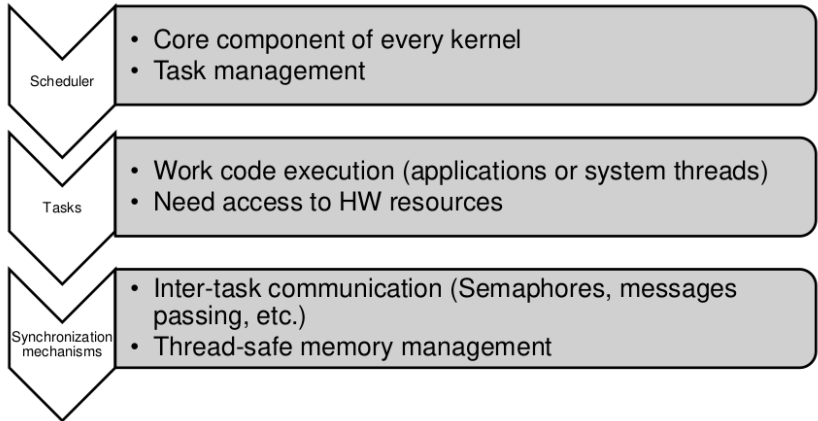 Scheduler
• Core component of every kernel
• Task management
Tasks
• Work code execution (applications or system threads)
• Need access to HW resources
Synchronization
mechanisms
• Inter-task communication (Semaphores, messages
passing, etc.)
• Thread-safe memory management